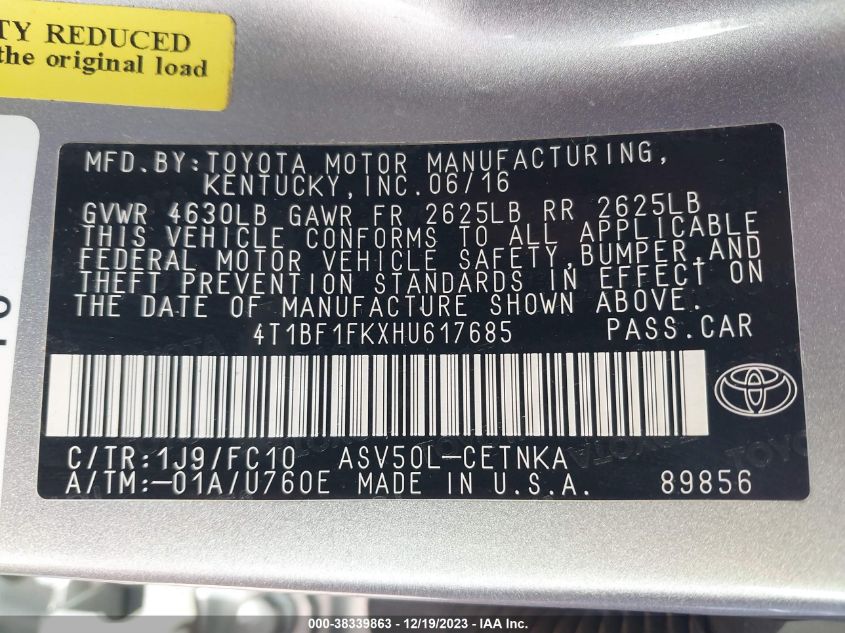 TY REDUCED
the original load
MFD.BY:TOYOTA MOTOR MANUFACTURING,
KENTUCKY,INC.06/16
GVWR 4630LB GAWR FR 2625LB RR 2625LB
THIS VEHICLE CONFORMS TO ALL APPLICABLE
FEDERAL MOTOR VEHICLE SAFETY,BUMPER,AND
THEFT PREVENTION STANDARDS IN EFFECT ON
THE DATE OF MANUFACTURE SHOWN ABOVE.
4T1BF1FKXHU617685 PASS.CAR
C/TR:1J9/FC10 ASV50L-CETNKA
A/TM:-01A/U760E MADE IN U.S.A. 89856
000-38339863 - 12/19/2023 - IAA Inc.